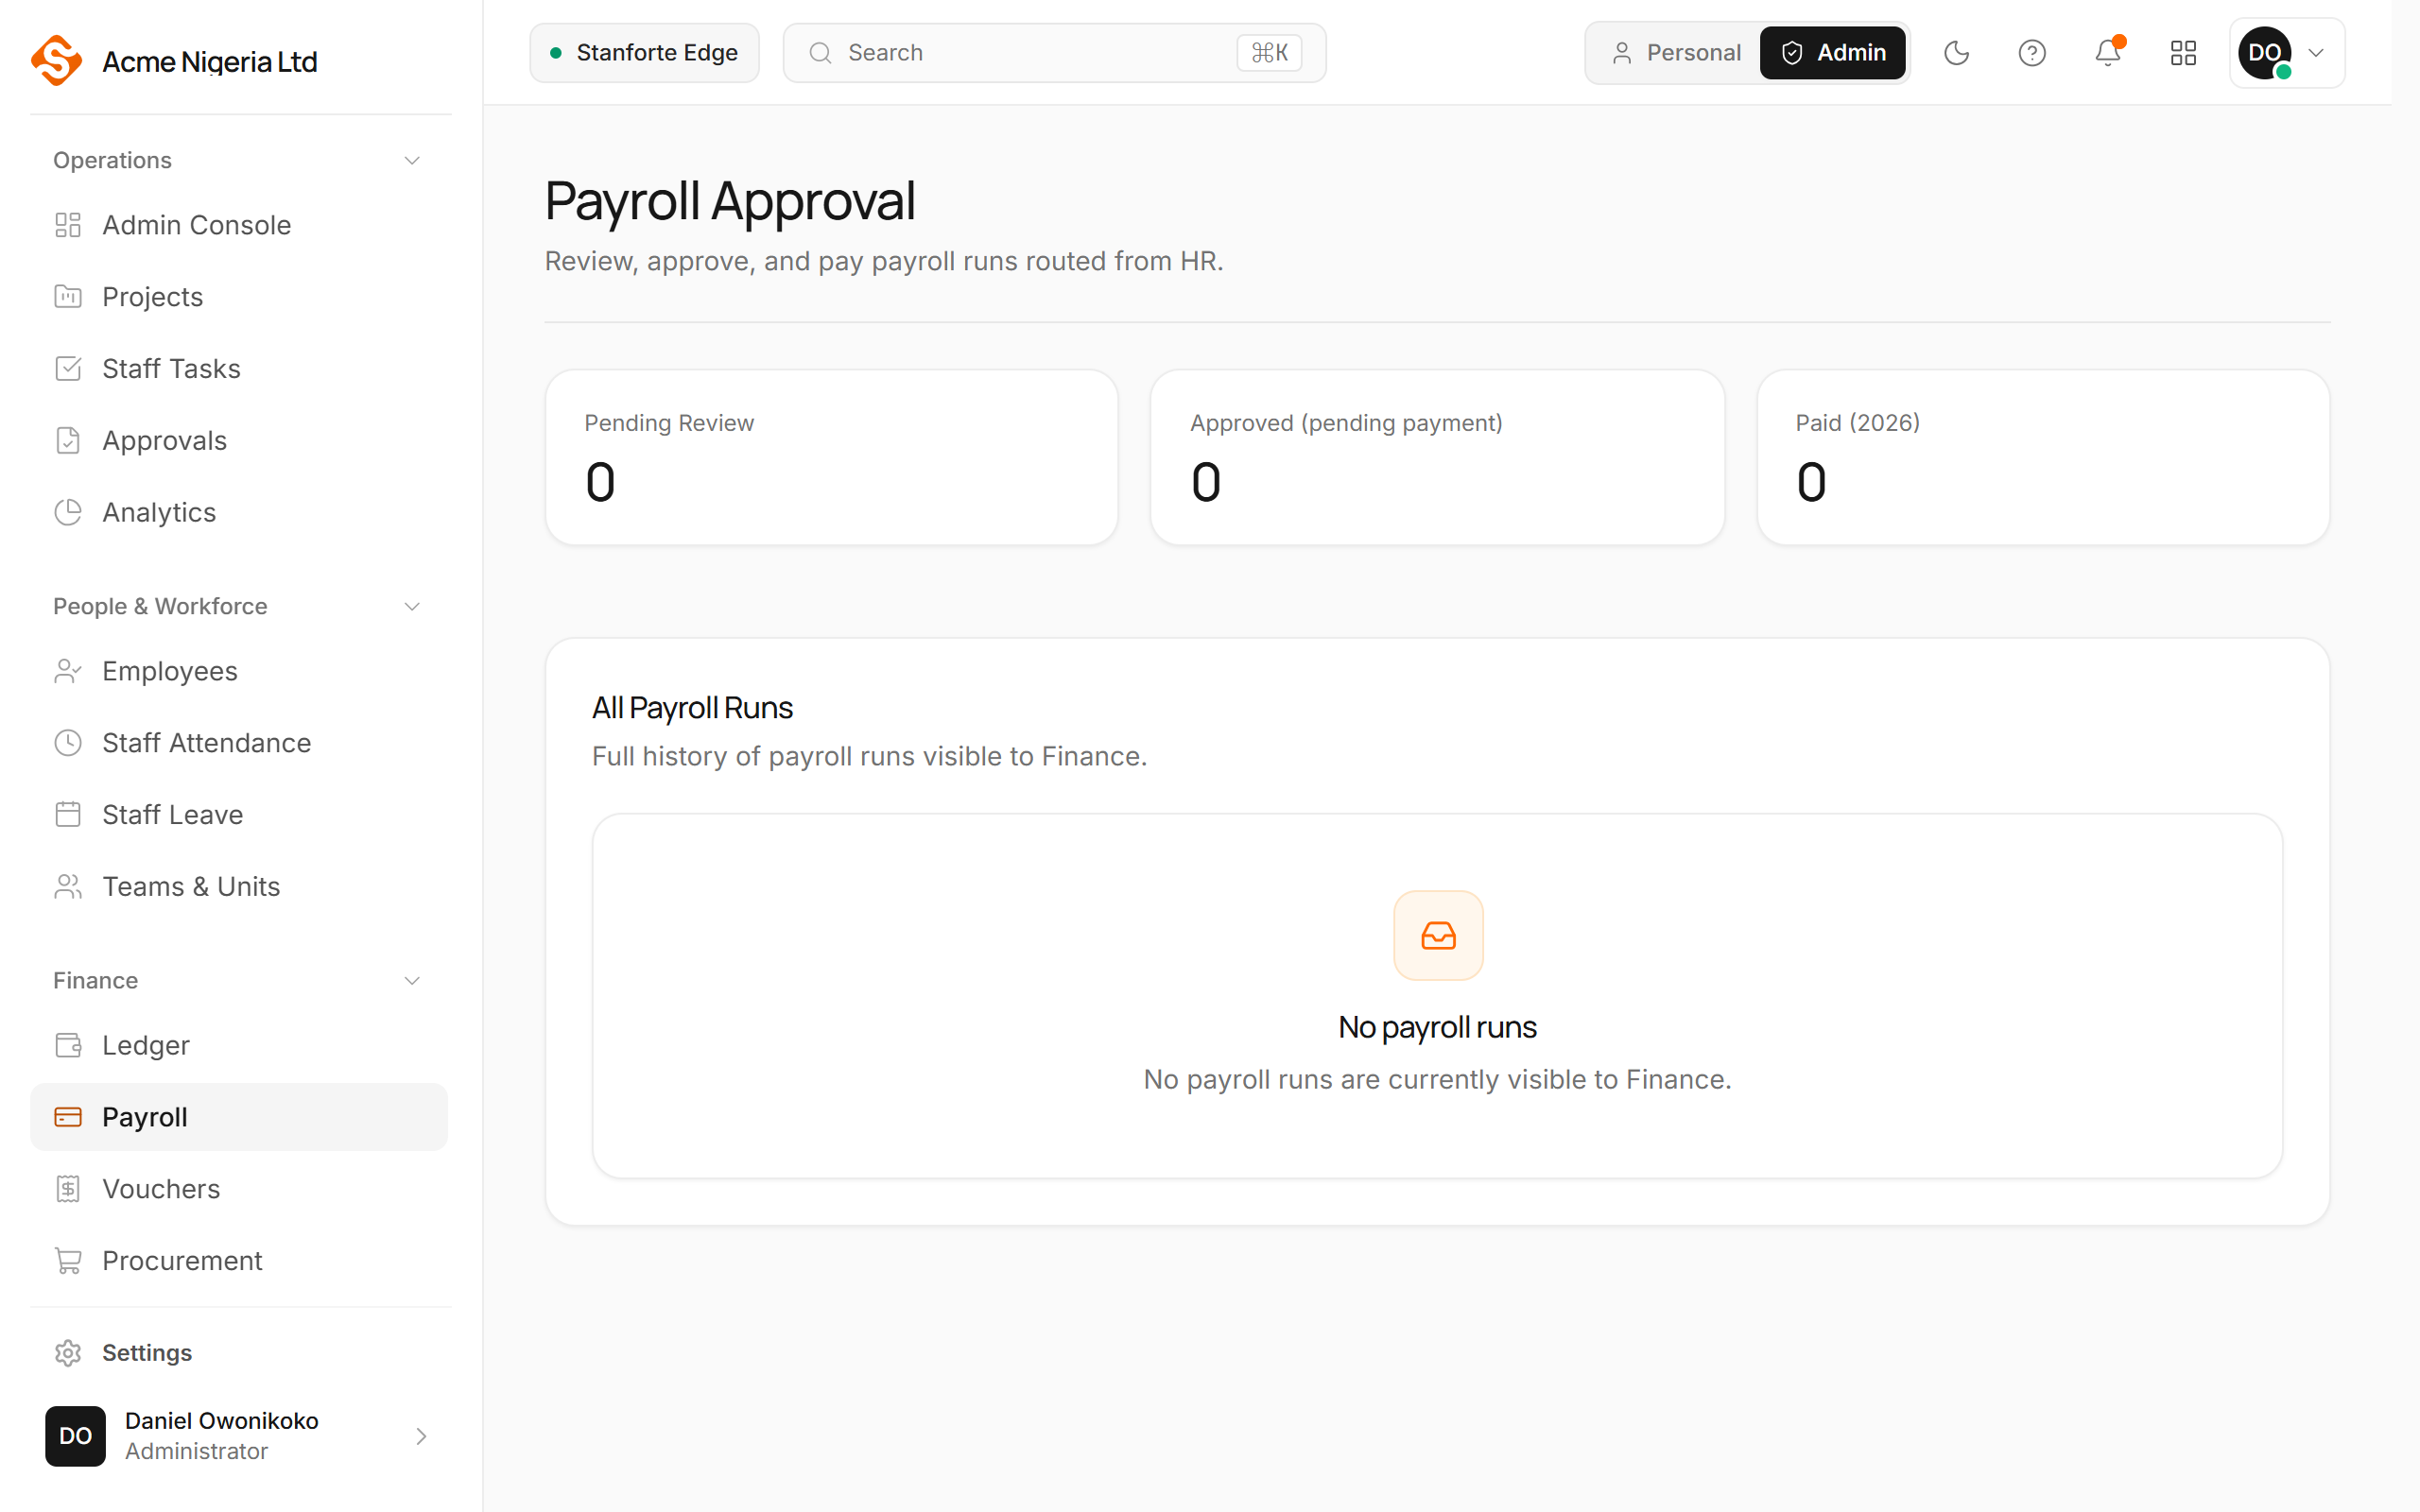 Acme Nigeria Ltd
Operations
Admin Console
Projects
Staff Tasks
Approvals
Analytics
People & Workforce
Employees
Staff Attendance
Staff Leave
Teams & Units
Finance
Ledger
Payroll
Vouchers
Procurement
Settings
DO
Daniel Owonikoko
Administrator
Stanforte Edge
Search
⌘K
Personal
Admin
DO
Payroll Approval
Review, approve, and pay payroll runs routed from HR.
Pending Review
0
Approved (pending payment)
0
Paid (2026)
0
All Payroll Runs
Full history of payroll runs visible to Finance.
No payroll runs
No payroll runs are currently visible to Finance.